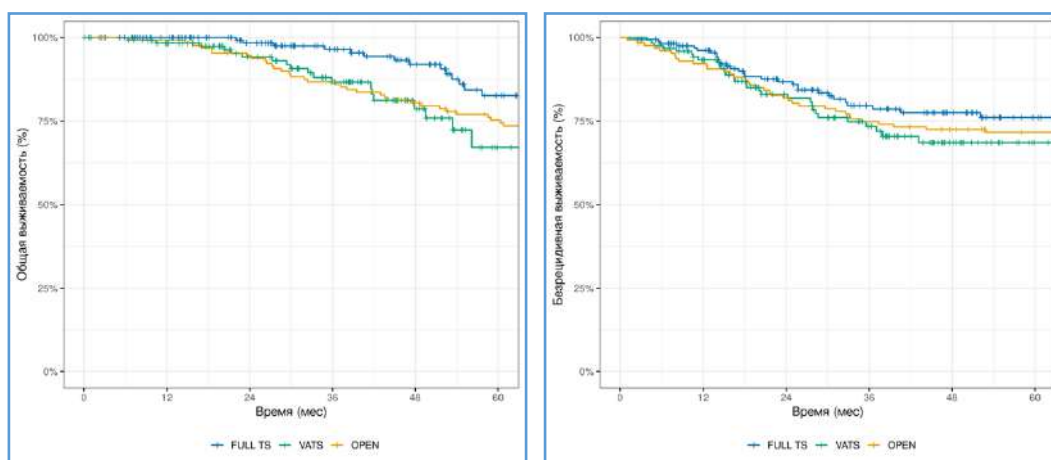 Общая выживаемость (%)
100%
75%
50%
25%
0%
0 12 24 36 48 60
Время (мес)
FULL TS VATS OPEN
Безрецидивная выживаемость (%)
100%
75%
50%
25%
0%
0 12 24 36 48 60
Время (мес)
FULL TS VATS OPEN